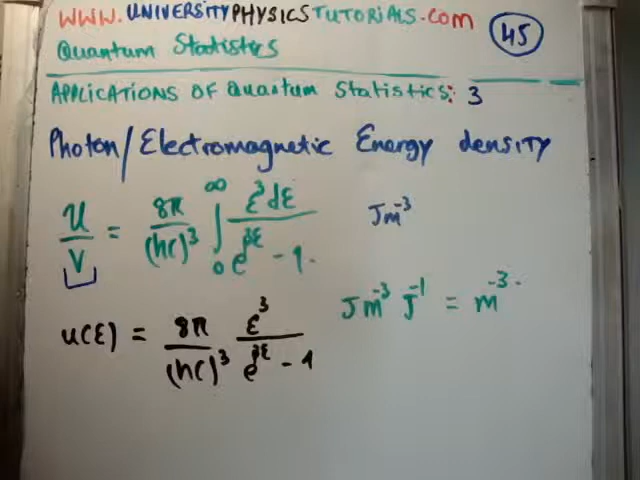 WWW.UNIVERSITYPHYSICSTUTORIALS.COM
45
Quantum Statistics
APPLICATIONS OF Quantum Statistics: 3
Photon/Electromagnetic Energy density
U/V = 8π/(hc)³ ∫₀^∞ ε³dε/e^βε - 1. Jm⁻³
Jm⁻³ J⁻¹ = m⁻³.
u(ε) = 8π/(hc)³ ε³/e^βε - 1